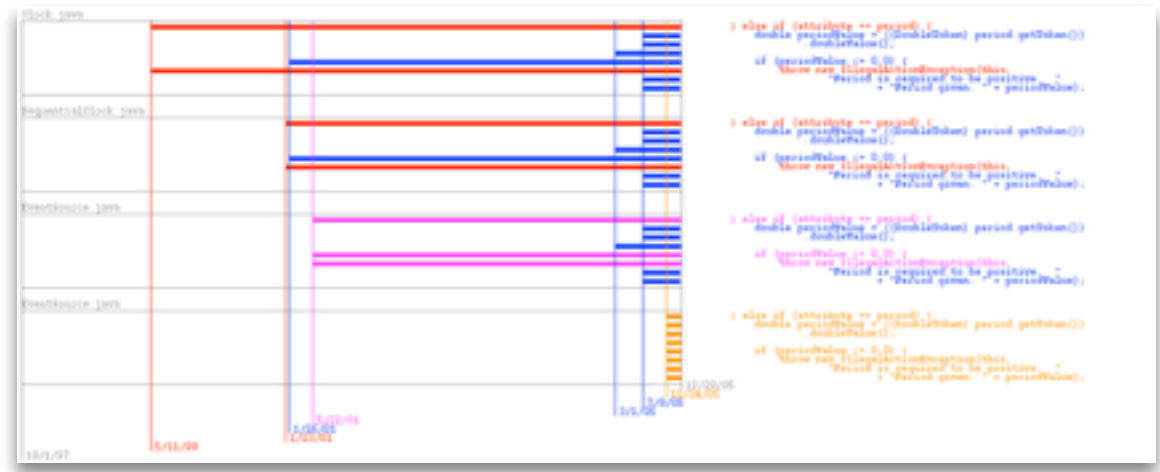 Clock.java
} else if (attribute == period) {
double periodValue = ((DoubleToken) period.getToken())
.doubleValue();
if (periodValue <= 0.0) {
throw new IllegalActionException(this,
"Period is required to be positive. "
+ "Period given: " + periodValue);
SequentialClock.java
} else if (attribute == period) {
double periodValue = ((DoubleToken) period.getToken())
.doubleValue();
if (periodValue <= 0.0) {
throw new IllegalActionException(this,
"Period is required to be positive. "
+ "Period given: " + periodValue);
EventSource.java
} else if (attribute == period) {
double periodValue = ((DoubleToken) period.getToken())
.doubleValue();
if (periodValue <= 0.0) {
throw new IllegalActionException(this,
"Period is required to be positive. "
+ "Period given: " + periodValue);
EventSource.java
} else if (attribute == period) {
double periodValue = ((DoubleToken) period.getToken())
.doubleValue();
if (periodValue <= 0.0) {
throw new IllegalActionException(this,
"Period is required to be positive. "
+ "Period given: " + periodValue);
5/11/99
10/1/97